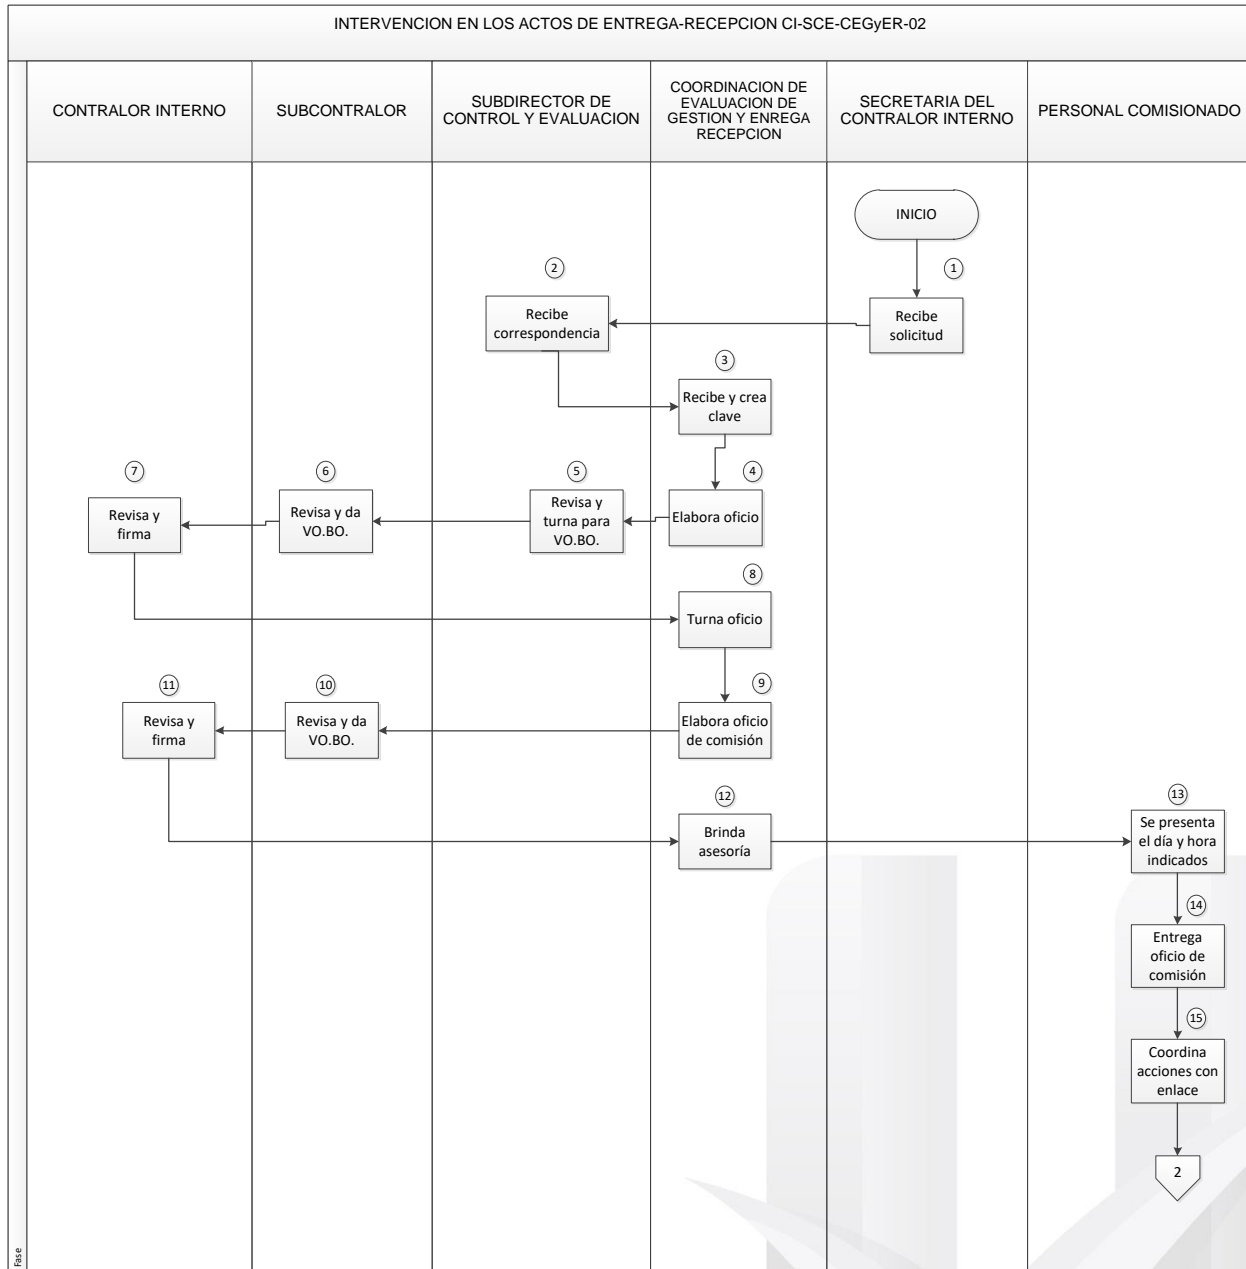 INTERVENCION EN LOS ACTOS DE ENTREGA-RECEPCION CI-SCE-CEGyER-02
CONTRALOR INTERNO
SUBCONTRALOR
SUBDIRECTOR DE
CONTROL Y EVALUACION
COORDINACION DE
EVALUACION DE
GESTION Y ENREGA
RECEPCION
SECRETARIA DEL
CONTRALOR INTERNO
PERSONAL COMISIONADO
INICIO
1
Recibe
solicitud
2
Recibe
correspondencia
3
Recibe y crea
clave
4
Elabora oficio
5
Revisa y
turna para
VO.BO.
6
Revisa y da
VO.BO.
7
Revisa y
firma
8
Turna oficio
9
Elabora oficio
de comisión
10
Revisa y da
VO.BO.
11
Revisa y
firma
12
Brinda
asesoría
13
Se presenta
el día y hora
indicados
14
Entrega
oficio de
comisión
15
Coordina
acciones con
enlace
2
Fase